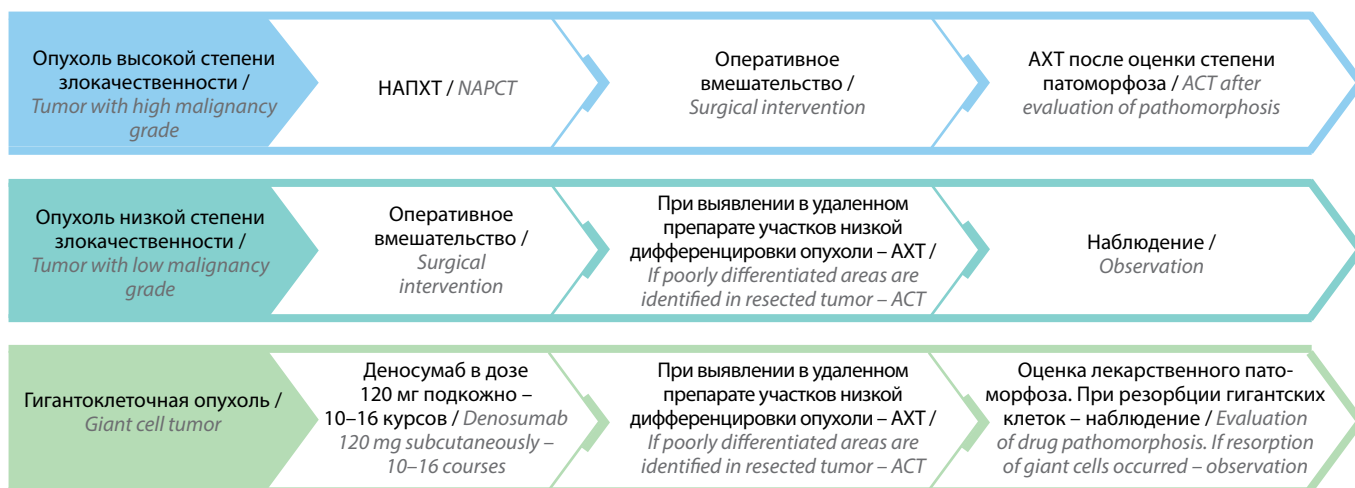 Опухоль высокой степени
злокачественности /
Tumor with high malignancy
grade
НАПХТ / NAPCT
Оперативное
вмешательство /
Surgical intervention
АХТ после оценки степени
патоморфоза / ACT after
evaluation of pathomorphosis
Опухоль низкой степени
злокачественности /
Tumor with low malignancy
grade
Оперативное
вмешательство /
Surgical
intervention
При выявлении в удаленном
препарате участков низкой
дифференцировки опухоли – АХТ /
If poorly differentiated areas are
identified in resected tumor – ACT
Наблюдение /
Observation
Гигантоклеточная опухоль /
Giant cell tumor
Деносумаб в дозе
120 мг подкожно –
10–16 курсов / Denosumab
120 mg subcutaneously –
10–16 courses
При выявлении в удаленном
препарате участков низкой
дифференцировки опухоли – АХТ /
If poorly differentiated areas are
identified in resected tumor – ACT
Оценка лекарственного пато-
морфоза. При резорбции гигантских
клеток – наблюдение / Evaluation
of drug pathomorphosis. If resorption
of giant cells occurred – observation